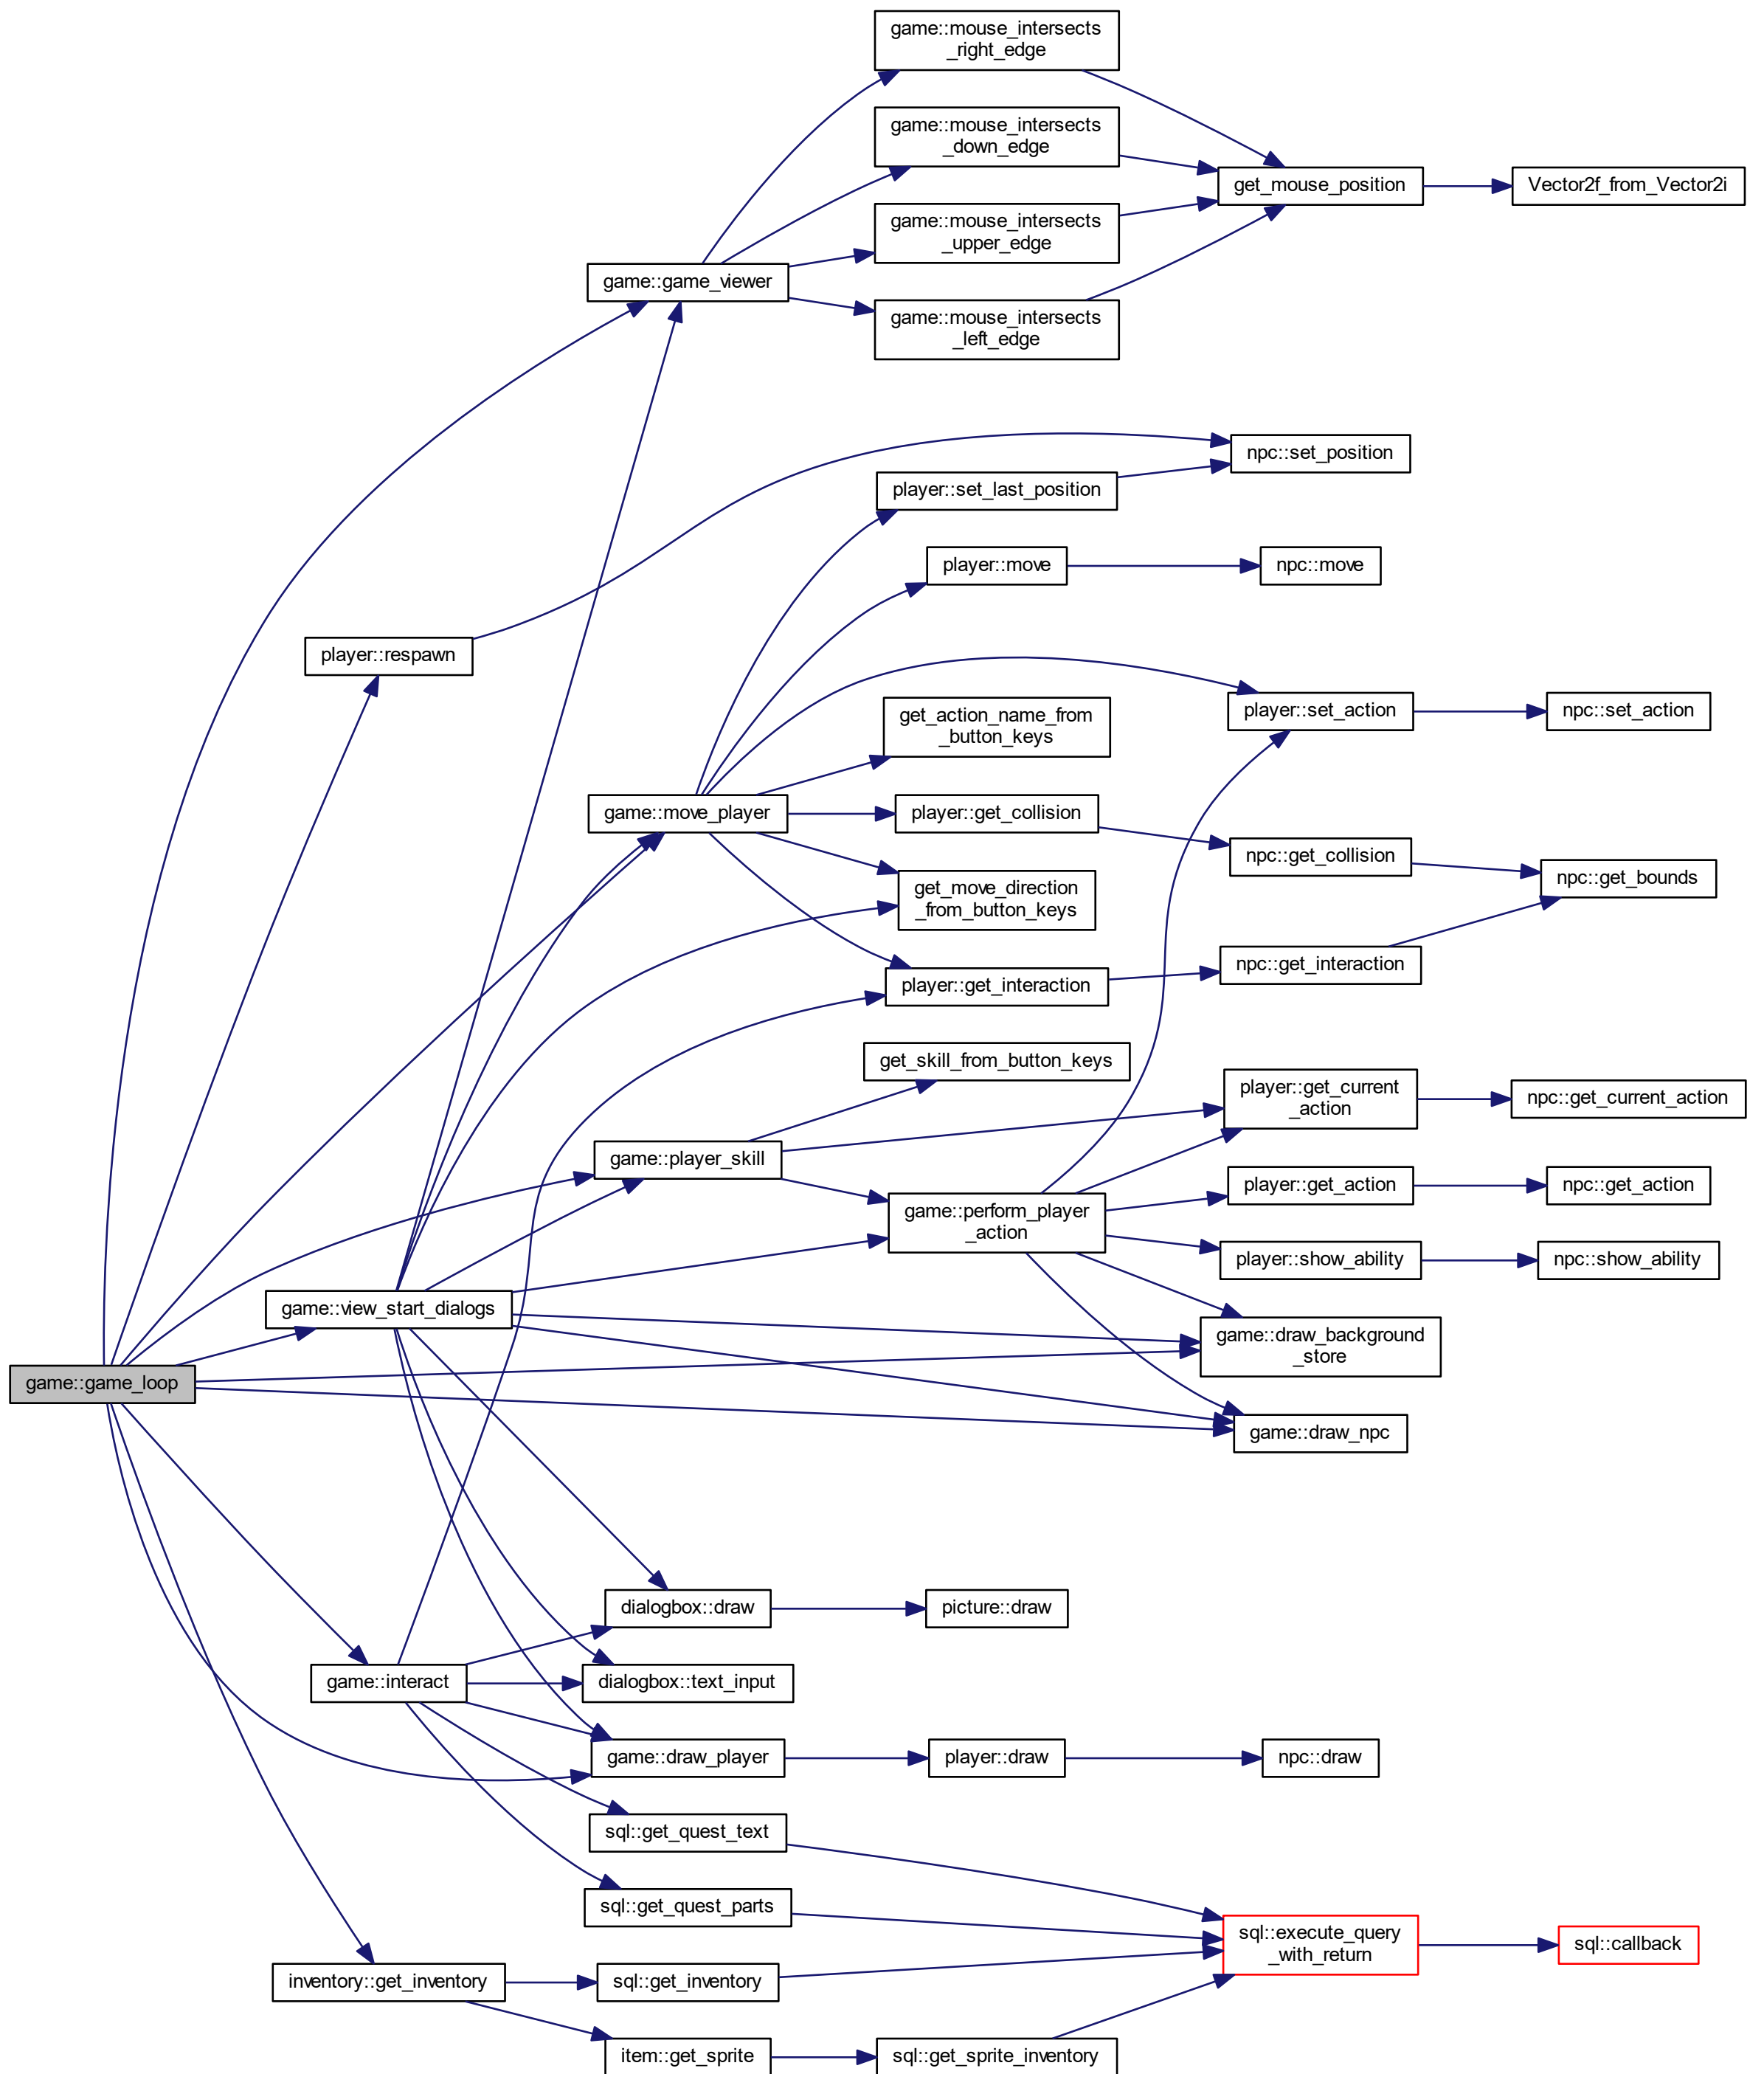 game::mouse_intersects
_right_edge
game::mouse_intersects
_down_edge
get_mouse_position
Vector2f_from_Vector2i
game::mouse_intersects
_upper_edge
game::game_viewer
game::mouse_intersects
_left_edge
npc::set_position
player::set_last_position
player::move
npc::move
player::respawn
player::set_action
npc::set_action
get_action_name_from
_button_keys
game::move_player
player::get_collision
npc::get_collision
npc::get_bounds
get_move_direction
_from_button_keys
npc::get_interaction
player::get_interaction
get_skill_from_button_keys
player::get_current
_action
npc::get_current_action
game::player_skill
player::get_action
npc::get_action
game::perform_player
_action
player::show_ability
npc::show_ability
game::view_start_dialogs
game::draw_background
_store
game::game_loop
game::draw_npc
dialogbox::draw
picture::draw
game::interact
dialogbox::text_input
game::draw_player
player::draw
npc::draw
sql::get_quest_text
sql::get_quest_parts
sql::execute_query
_with_return
sql::callback
inventory::get_inventory
sql::get_inventory
item::get_sprite
sql::get_sprite_inventory